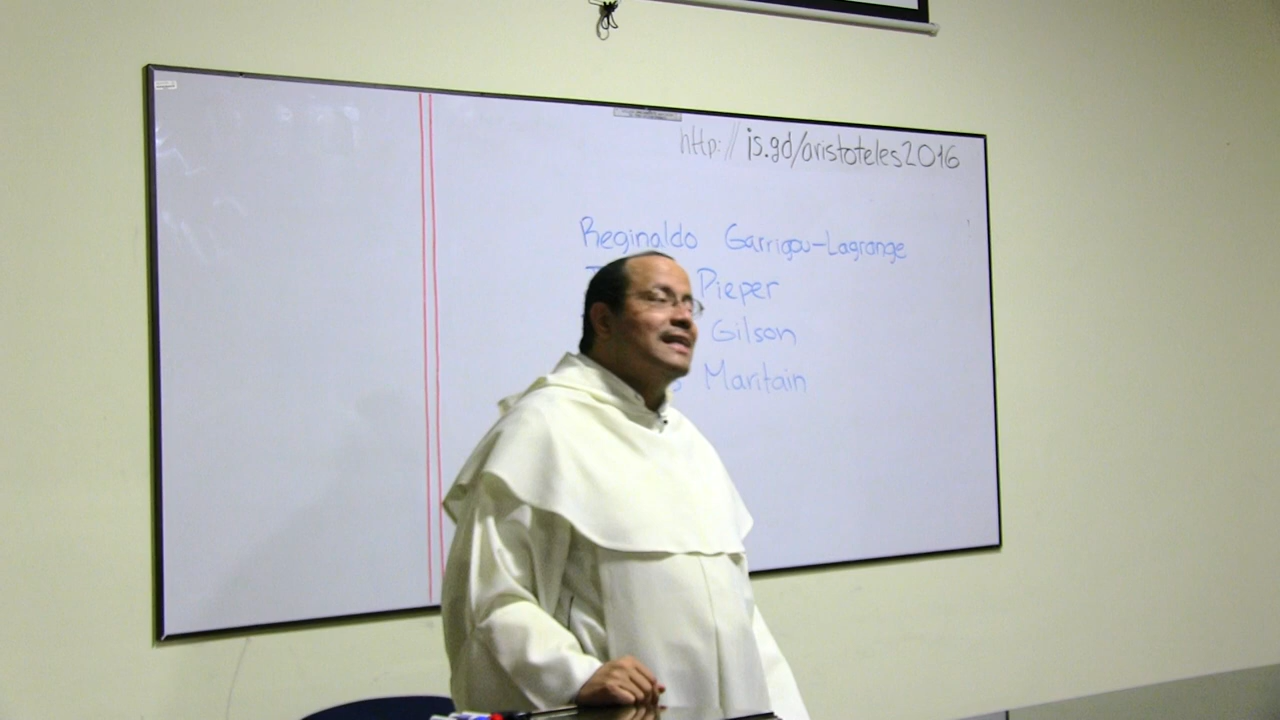 http://is.gd/aristoteles2016
Reginaldo Garrigou-Lagrange
Pieper
Gilson
Maritain